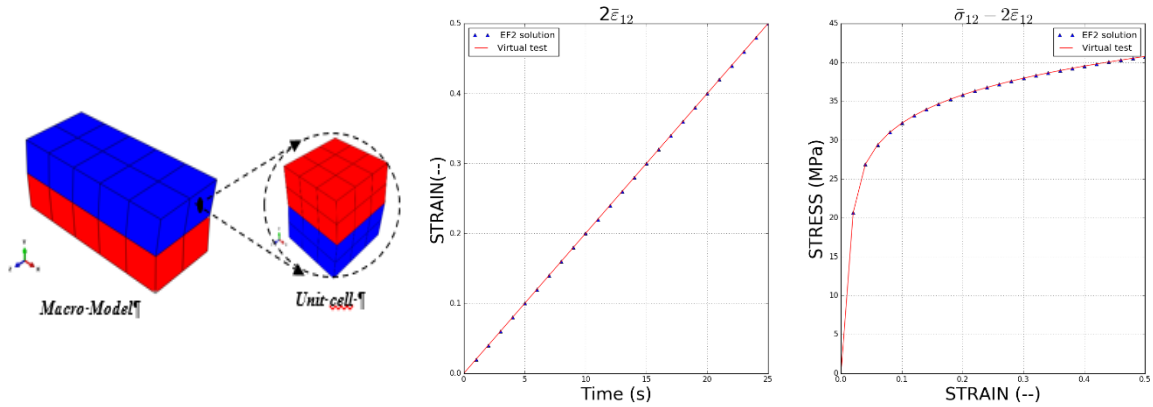 Macro-Model¶
Unit-cell-¶
2ε̄₁₂
EF2 solution
Virtual test
STRAIN(--)
0.5
0.4
0.3
0.2
0.1
0.0
0
5
10
15
20
25
Time (s)
σ̄₁₂ − 2ε̄₁₂
EF2 solution
Virtual test
STRESS (MPa)
45
40
35
30
25
20
15
10
5
0
0.0
0.1
0.2
0.3
0.4
0.5
STRAIN (--)